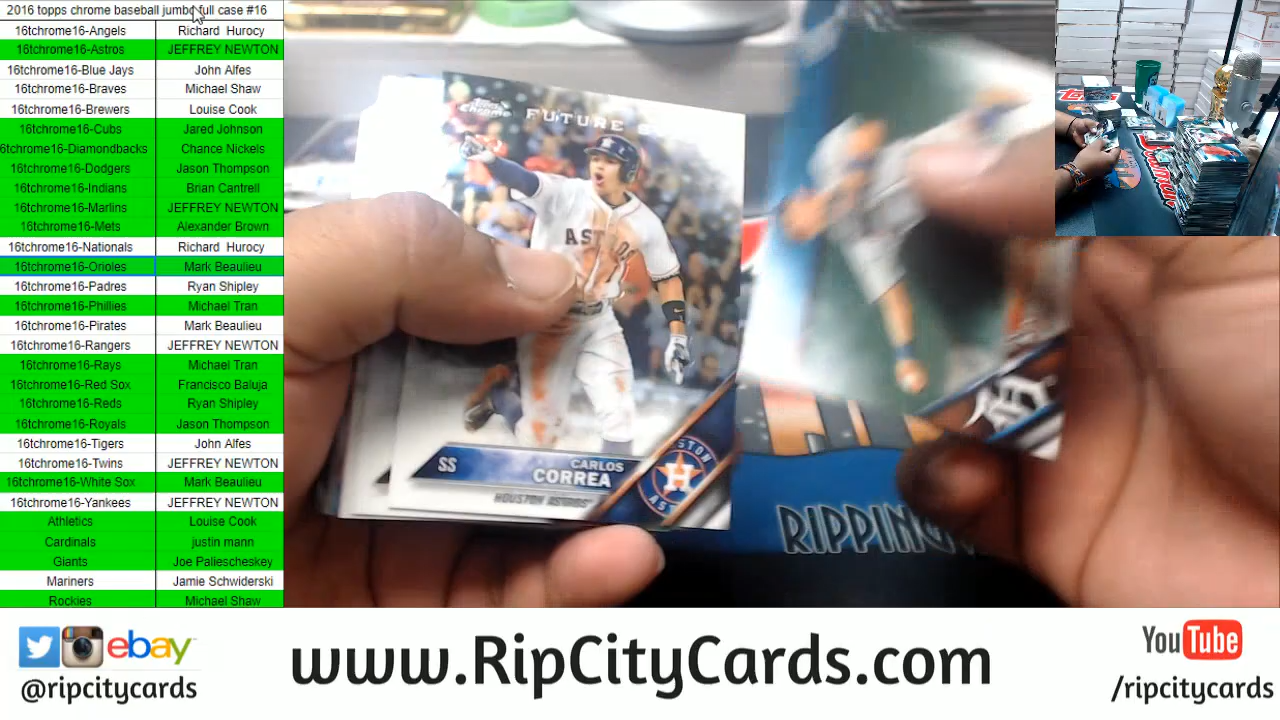 2016 topps chrome baseball jumbo full case #16
16tchrome16-Angels Richard Hurocy
16tchrome16-Astros JEFFREY NEWTON
16tchrome16-Blue Jays John Alfes
16tchrome16-Braves Michael Shaw
16tchrome16-Brewers Louise Cook
16tchrome16-Cubs Jared Johnson
6tchrome16-Diamondbacks Chance Nickels
16tchrome16-Dodgers Jason Thompson
16tchrome16-Indians Brian Cantrell
16tchrome16-Marlins JEFFREY NEWTON
16tchrome16-Mets Alexander Brown
16tchrome16-Nationals Richard Hurocy
16tchrome16-Orioles Mark Beaulieu
16tchrome16-Padres Ryan Shipley
16tchrome16-Phillies Michael Tran
16tchrome16-Pirates Mark Beaulieu
16tchrome16-Rangers JEFFREY NEWTON
16tchrome16-Rays Michael Tran
16tchrome16-Red Sox Francisco Baluja
16tchrome16-Reds Ryan Shipley
16tchrome16-Royals Jason Thompson
16tchrome16-Tigers John Alfes
16tchrome16-Twins JEFFREY NEWTON
16tchrome16-White Sox Mark Beaulieu
16tchrome16-Yankees JEFFREY NEWTON
Athletics Louise Cook
Cardinals justin mann
Giants Joe Paliescheskey
Mariners Jamie Schwiderski
Rockies Michael Shaw
Topps Chrome
FUTURE
ASTROS
SS
CARLOS
CORREA
HOUSTON ASTROS
H
RIPPING
ebay
@ripcitycards
www.RipCityCards.com
YouTube
/ripcitycards